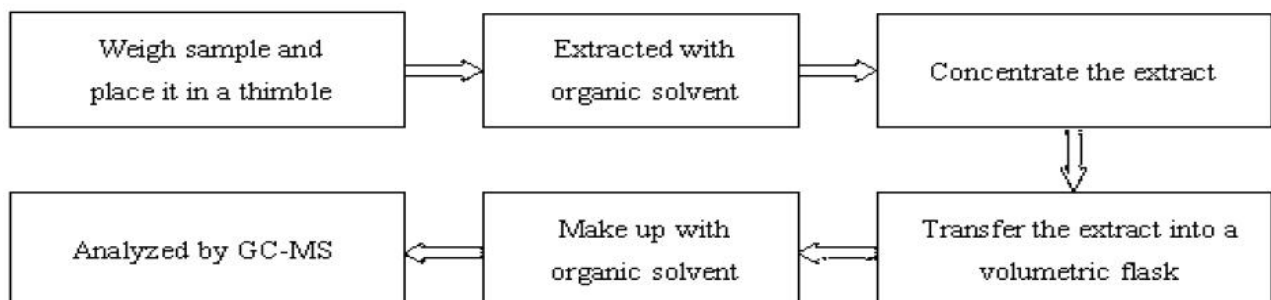 Weigh sample and
place it in a thimble
Extracted with
organic solvent
Concentrate the extract
Transfer the extract into a
volumetric flask
Make up with
organic solvent
Analyzed by GC-MS